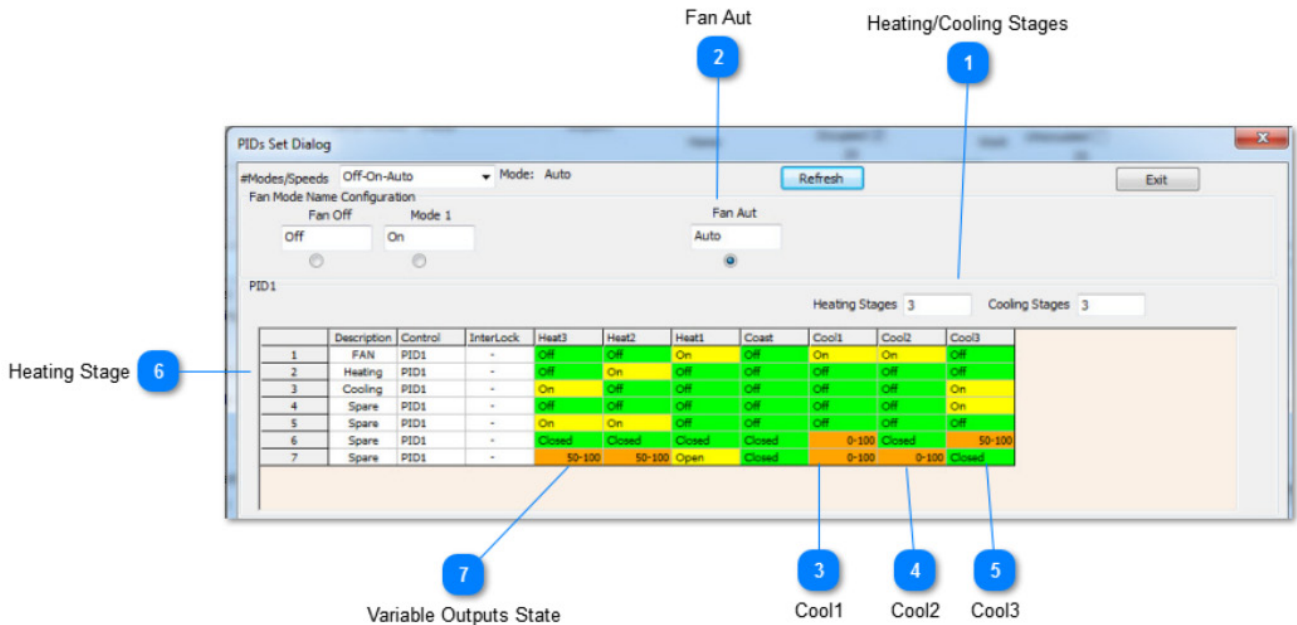 Fan Aut
Heating/Cooling Stages
2
1
PIDs Set Dialog
#Modes/Speeds Off-On-Auto Mode: Auto Refresh Exit
Fan Mode Name Configuration
Fan Off Mode 1 Fan Aut
Off On Auto
PID1
Heating Stages 3 Cooling Stages 3
Description Control InterLock Heat3 Heat2 Heat1 Coast Cool1 Cool2 Cool3
1 FAN PID1 - Off Off On Off On On Off
2 Heating PID1 - Off On Off Off Off Off Off
3 Cooling PID1 - On Off Off Off Off Off On
4 Spare PID1 - Off Off Off Off Off Off On
5 Spare PID1 - On On Off Off Off Off Off
6 Spare PID1 - Closed Closed Closed Closed 0-100 Closed 50-100
7 Spare PID1 - 50-100 50-100 Open Closed 0-100 0-100 Closed
Heating Stage 6
7
3
4
5
Variable Outputs State
Cool1
Cool2
Cool3